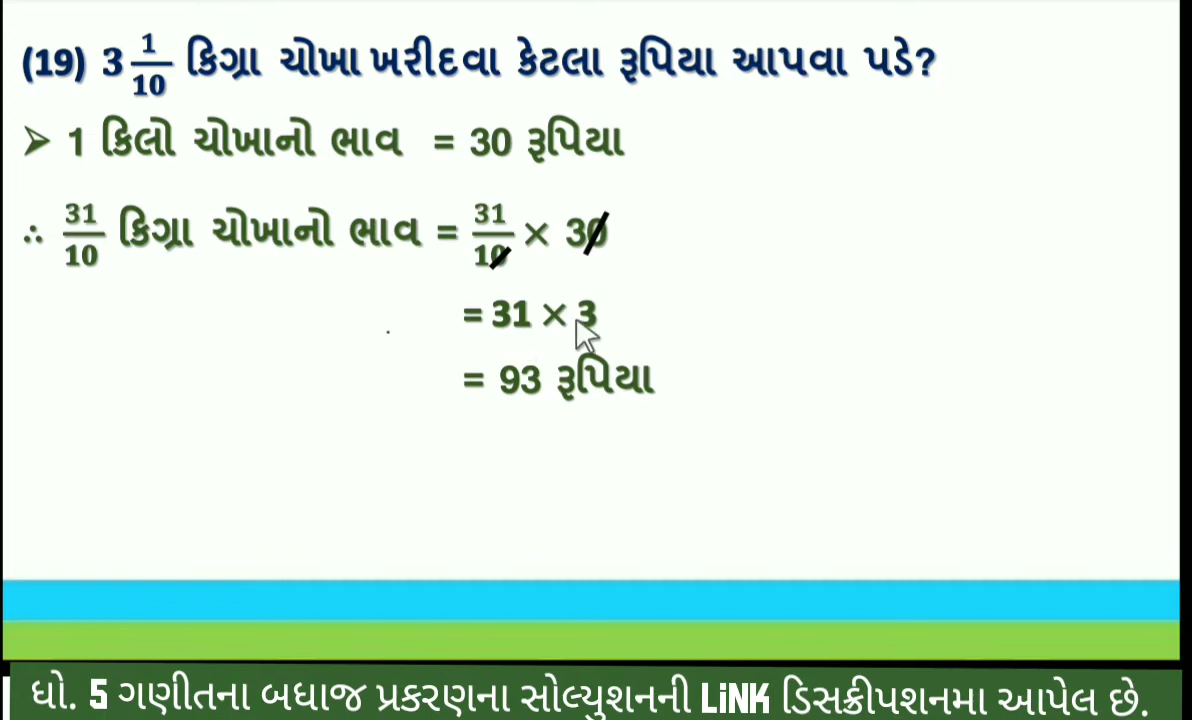 (19) 3 1/10 કિગ્રા ચોખા ખરીદવા કેટલા રૂપિયા આપવા પડે?
➤ 1 કિલો ચોખાનો ભાવ = 30 રૂપિયા
∴ 31/10 કિગ્રા ચોખાનો ભાવ = 31/10 × 30
= 31 × 3
= 93 રૂપિયા
ધો. 5 ગણીતના બધાજ પ્રકરણના સોલ્યુશનની LiNK ડિસક્રીપશનમા આપેલ છે.